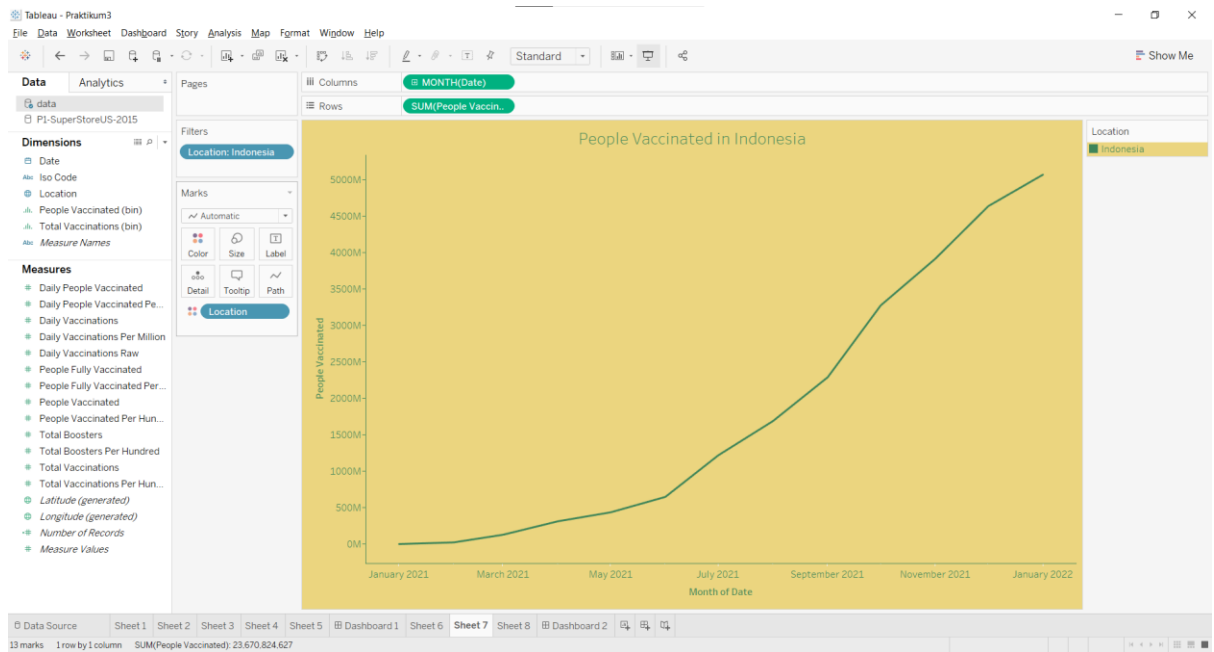 Tableau - Praktikum3
File Data Worksheet Dashboard Story Analysis Map Format Window Help
Standard
Show Me
Data Analytics
data
P1-SuperStoreUS-2015
Dimensions
Date
Abc Iso Code
Location
People Vaccinated (bin)
Total Vaccinations (bin)
Abc Measure Names
Measures
# Daily People Vaccinated
# Daily People Vaccinated Pe...
# Daily Vaccinations
# Daily Vaccinations Per Million
# Daily Vaccinations Raw
# People Fully Vaccinated
# People Fully Vaccinated Per...
# People Vaccinated
# People Vaccinated Per Hun...
# Total Boosters
# Total Boosters Per Hundred
# Total Vaccinations
# Total Vaccinations Per Hun...
Latitude (generated)
Longitude (generated)
# Number of Records
# Measure Values
Pages
Filters
Location: Indonesia
Marks
Automatic
Color Size Label
Detail Tooltip Path
Location
Columns MONTH(Date)
Rows SUM(People Vaccin..
People Vaccinated in Indonesia
People Vaccinated
5000M
4500M
4000M
3500M
3000M
2500M
2000M
1500M
1000M
500M
0M
January 2021 March 2021 May 2021 July 2021 September 2021 November 2021 January 2022
Month of Date
Location
Indonesia
Data Source Sheet 1 Sheet 2 Sheet 3 Sheet 4 Sheet 5 Dashboard 1 Sheet 6 Sheet 7 Sheet 8 Dashboard 2
13 marks 1 row by 1 column SUM(People Vaccinated): 23,670,824,627